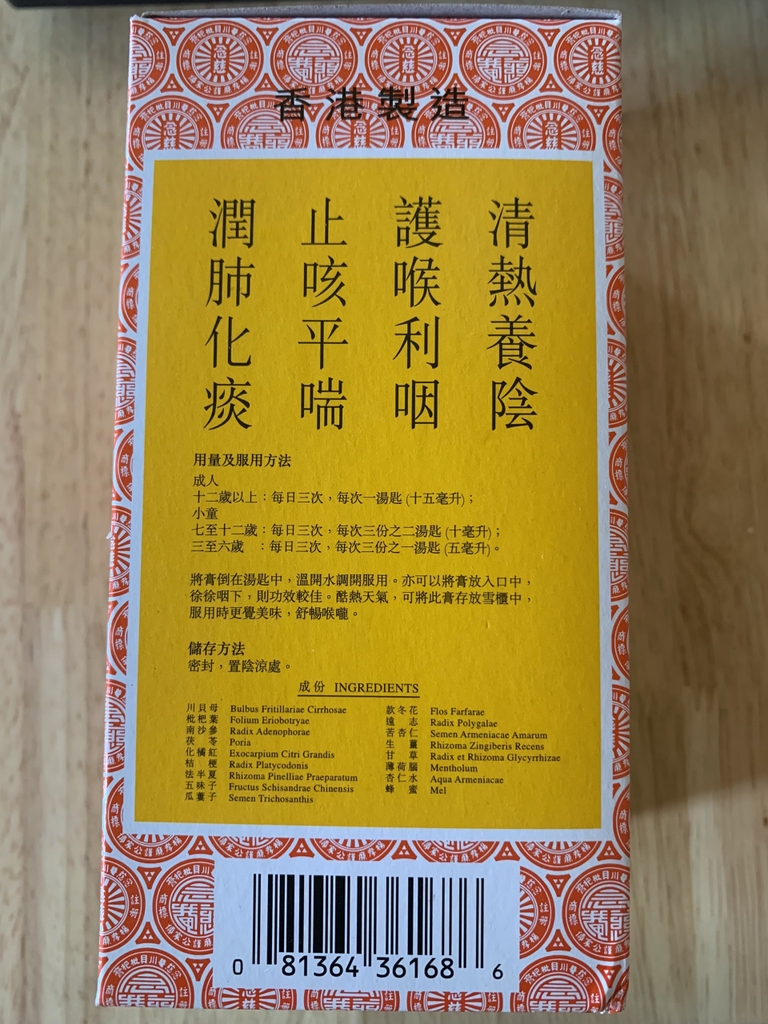 香港製造
清熱養陰
護喉利咽
止咳平喘
潤肺化痰
用量及服用方法
成人
十二歲以上：每日三次，每次一湯匙 (十五毫升)；
小童
七至十二歲：每日三次，每次三份之二湯匙 (十毫升)；
三至六歲　：每日三次，每次三份之一湯匙 (五毫升)。
將膏倒在湯匙中，溫開水調開服用。亦可以將膏放入口中，
徐徐咽下，則功效較佳。酷熱天氣，可將此膏存放雪櫃中，
服用時更覺美味，舒暢喉嚨。
儲存方法
密封，置陰涼處。
成份 INGREDIENTS
川貝母 Bulbus Fritillariae Cirrhosae
枇杷葉 Folium Eriobotryae
南沙參 Radix Adenophorae
茯苓 Poria
化橘紅 Exocarpium Citri Grandis
桔梗 Radix Platycodonis
法半夏 Rhizoma Pinelliae Praeparatum
五味子 Fructus Schisandrae Chinensis
瓜蔞子 Semen Trichosanthis
款冬花 Flos Farfarae
遠志 Radix Polygalae
苦杏仁 Semen Armeniacae Amarum
生薑 Rhizoma Zingiberis Recens
甘草 Radix et Rhizoma Glycyrrhizae
薄荷腦 Mentholum
杏仁水 Aqua Armeniacae
蜂蜜 Mel
0 81364 36168 6